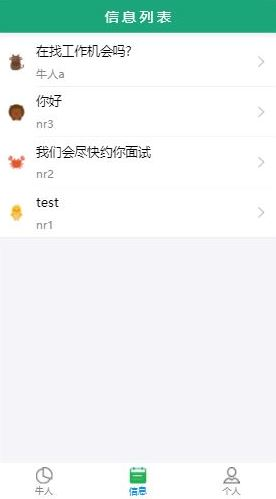 信息列表
在找工作机会吗?
牛人a
你好
nr3
我们会尽快约你面试
nr2
test
nr1
牛人
信息
个人